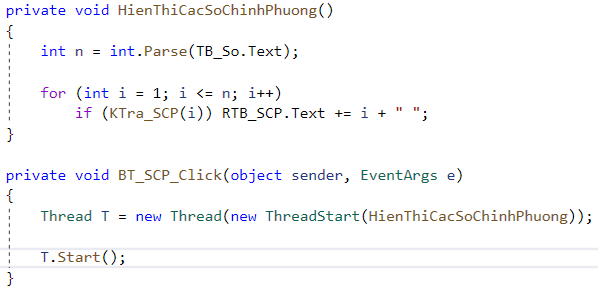 private void HienThiCacSoChinhPhuong()
{
int n = int.Parse(TB_So.Text);
for (int i = 1; i <= n; i++)
if (KTra_SCP(i)) RTB_SCP.Text += i + " ";
}
private void BT_SCP_Click(object sender, EventArgs e)
{
Thread T = new Thread(new ThreadStart(HienThiCacSoChinhPhuong));
T.Start();
}